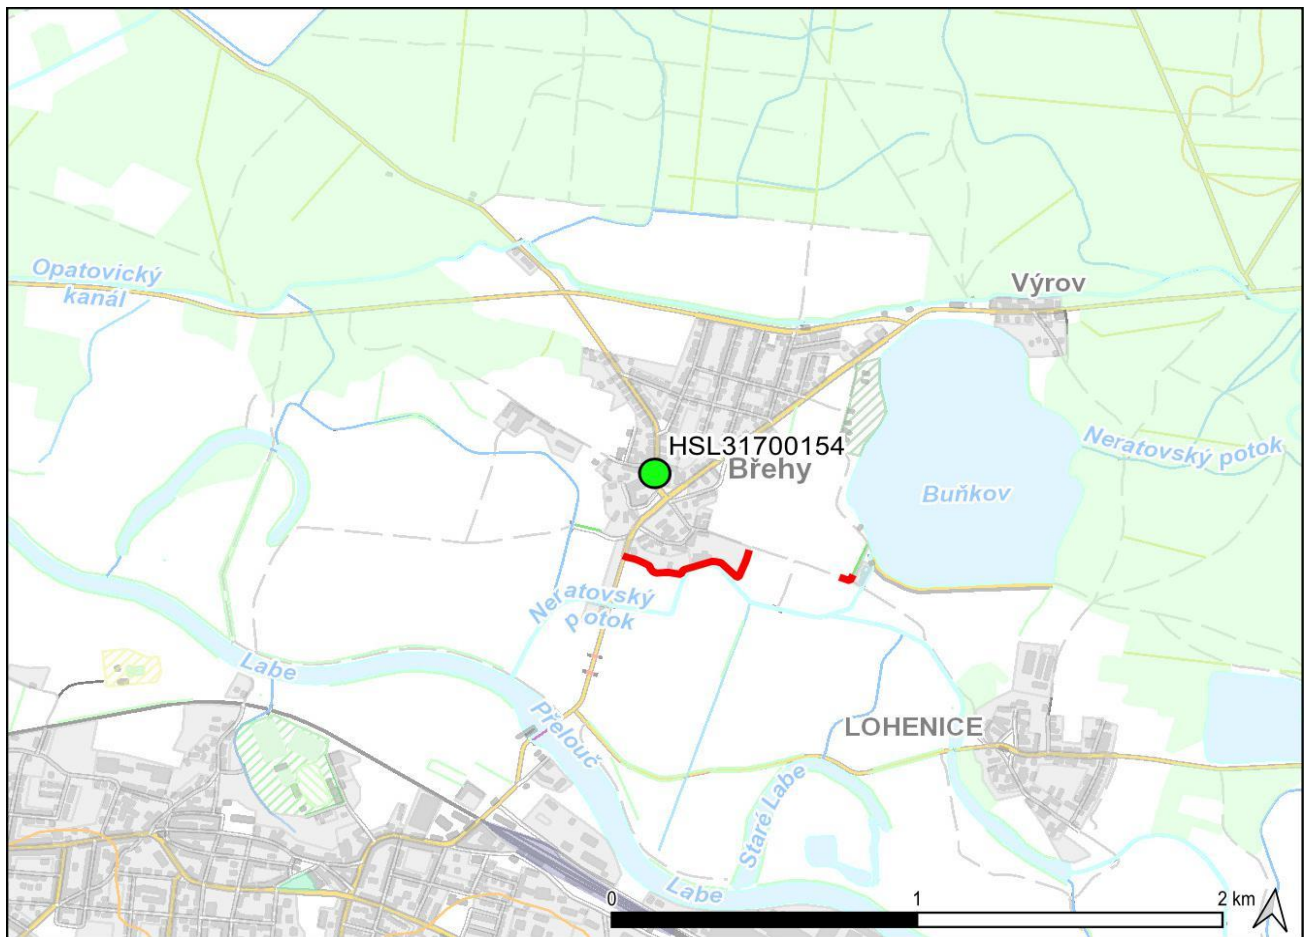 Opatovický
kanál
Výrov
HSL31700154
Břehy
Neratovský potok
Buňkov
Neratovský
p otok
Labe
Přelouč
LOHENICE
Staré Labe
Labe
0 1 2 km